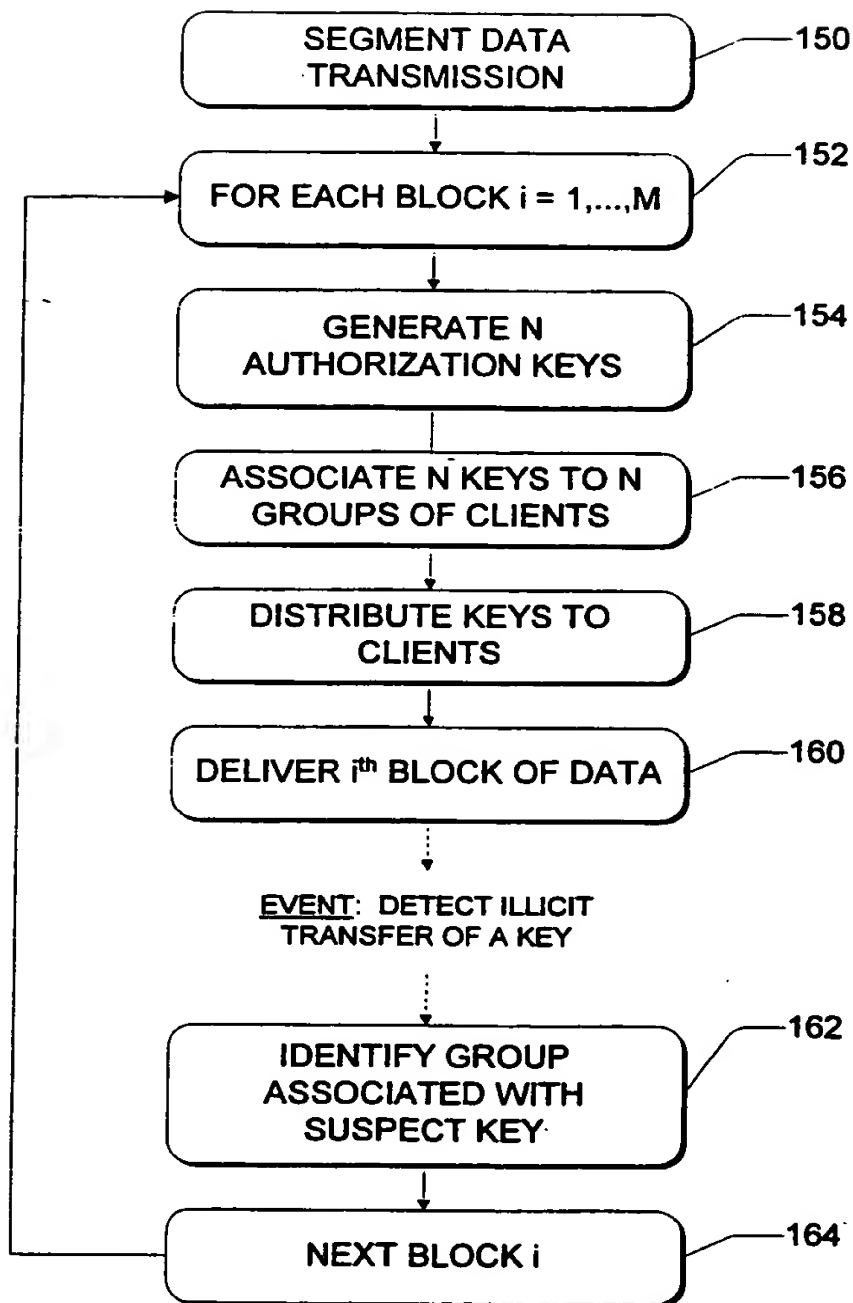 SEGMENT DATA
TRANSMISSION
150
FOR EACH BLOCK i = 1,...,M
152
GENERATE N
AUTHORIZATION KEYS
154
ASSOCIATE N KEYS TO N
GROUPS OF CLIENTS
156
DISTRIBUTE KEYS TO
CLIENTS
158
DELIVER ith BLOCK OF DATA
160
EVENT: DETECT ILLICIT
TRANSFER OF A KEY
IDENTIFY GROUP
ASSOCIATED WITH
SUSPECT KEY
162
NEXT BLOCK i
164